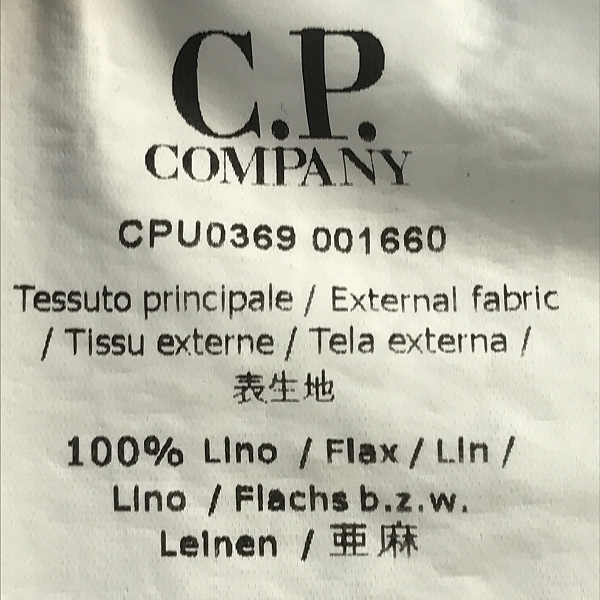 C.P.
COMPANY
CPU0369 001660
Tessuto principale / External fabric
/ Tissu externe / Tela externa /
表生地
100% Lino / Flax / Lin /
Lino / Flachs b.z.w.
Leinen / 亜麻